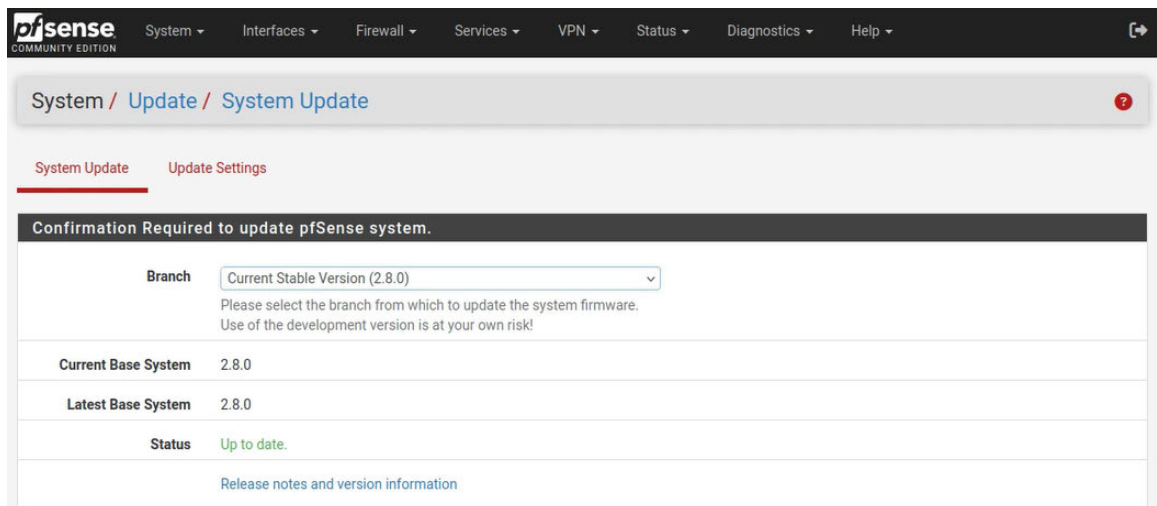 pfsense System Interfaces Firewall Services VPN Status Diagnostics Help
COMMUNITY EDITION
System / Update / System Update
System Update Update Settings
Confirmation Required to update pfSense system.
Branch Current Stable Version (2.8.0)
Please select the branch from which to update the system firmware.
Use of the development version is at your own risk!
Current Base System 2.8.0
Latest Base System 2.8.0
Status Up to date.
Release notes and version information